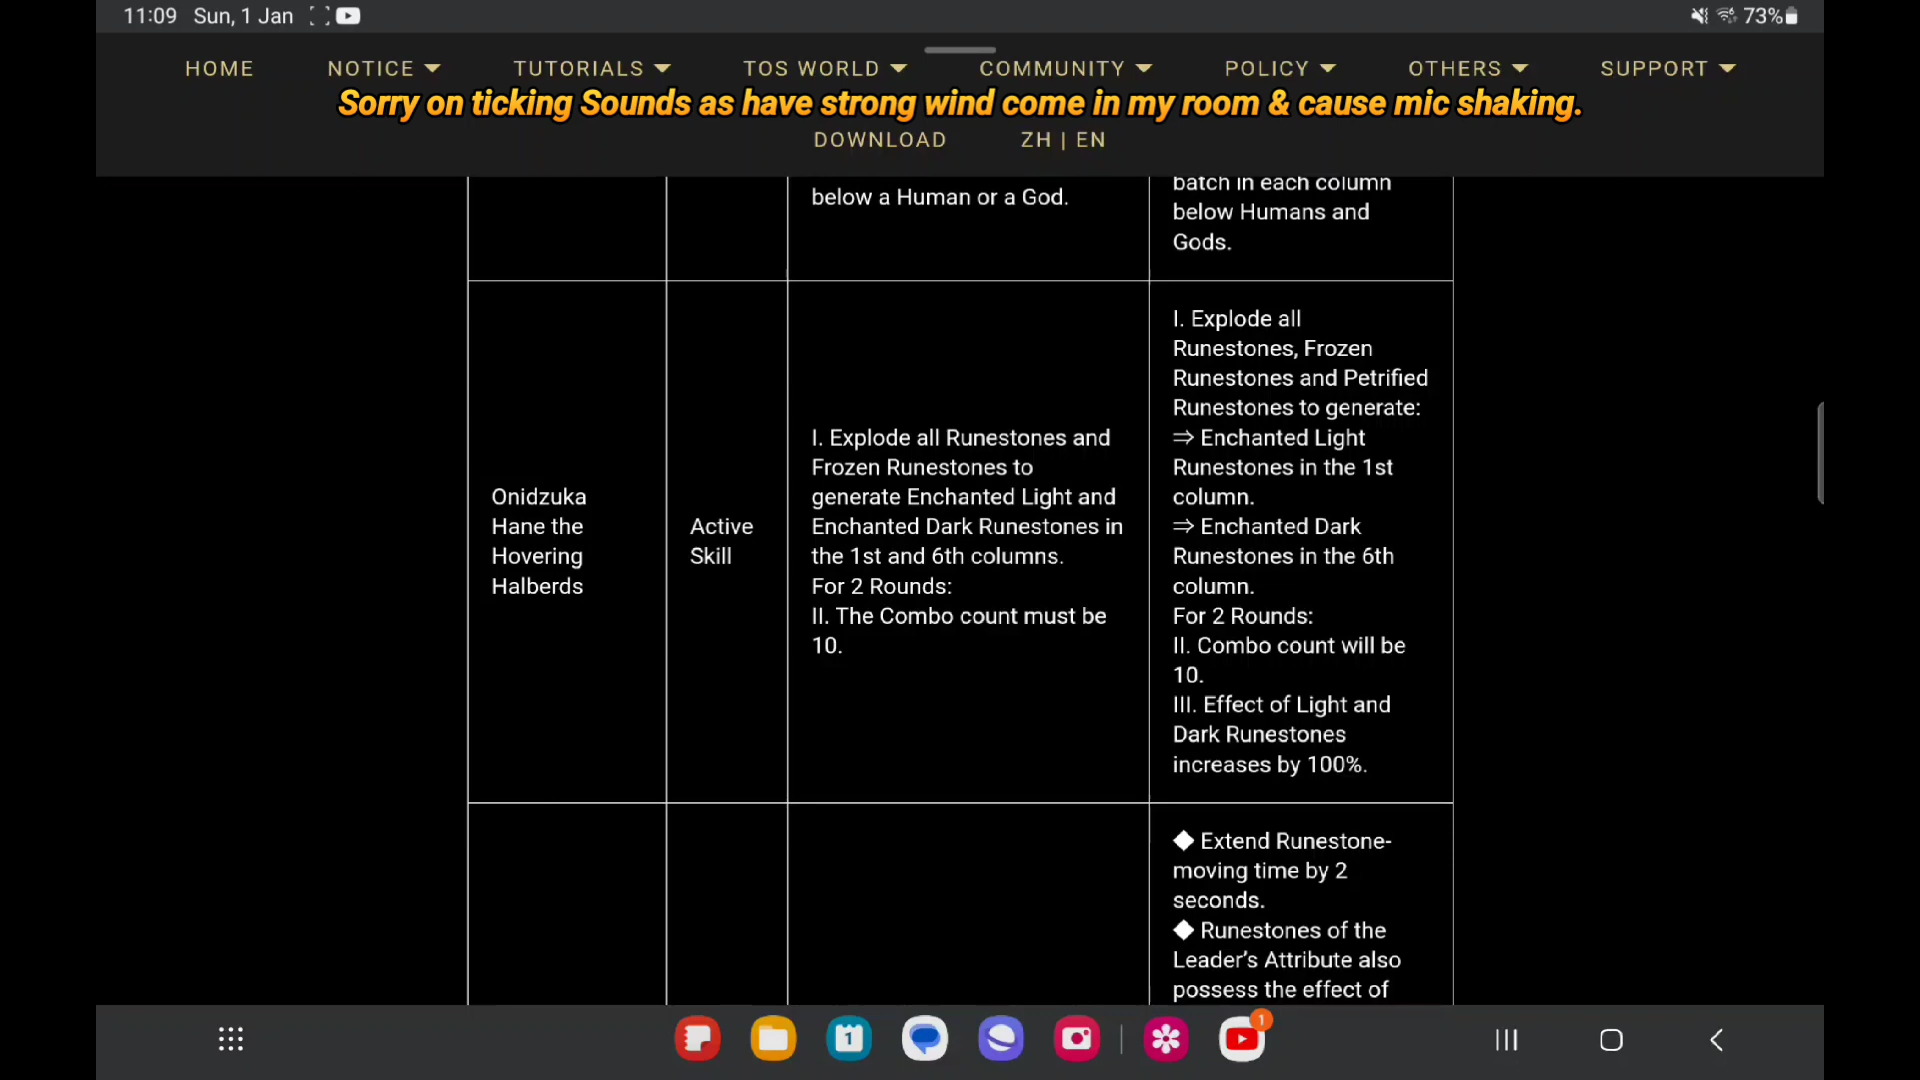 11:09 Sun, 1 Jan 73%
HOME NOTICE TUTORIALS TOS WORLD COMMUNITY POLICY OTHERS SUPPORT
Sorry on ticking Sounds as have strong wind come in my room & cause mic shaking.
DOWNLOAD ZH | EN
below a Human or a God.
batch in each column
below Humans and
Gods.
Onidzuka
Hane the
Hovering
Halberds
Active
Skill
I. Explode all Runestones and
Frozen Runestones to
generate Enchanted Light and
Enchanted Dark Runestones in
the 1st and 6th columns.
For 2 Rounds:
II. The Combo count must be
10.
I. Explode all
Runestones, Frozen
Runestones and Petrified
Runestones to generate:
⇒ Enchanted Light
Runestones in the 1st
column.
⇒ Enchanted Dark
Runestones in the 6th
column.
For 2 Rounds:
II. Combo count will be
10.
III. Effect of Light and
Dark Runestones
increases by 100%.
◆ Extend Runestone-
moving time by 2
seconds.
◆ Runestones of the
Leader’s Attribute also
possess the effect of
1
1